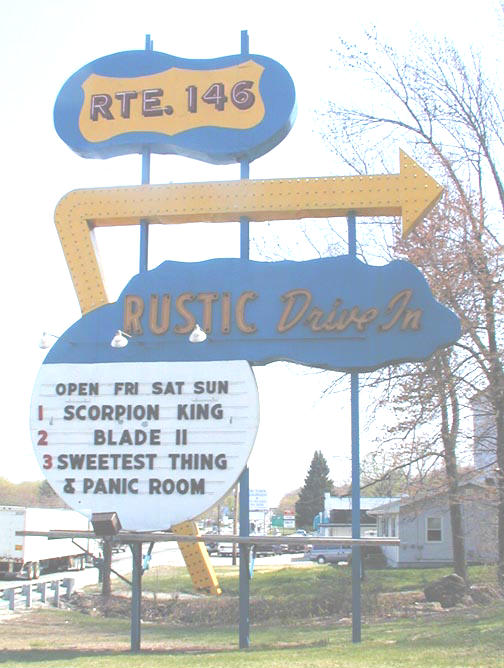 RTE. 146
RUSTIC Drive In
OPEN FRI SAT SUN
1 SCORPION KING
2 BLADE II
3 SWEETEST THING
& PANIC ROOM